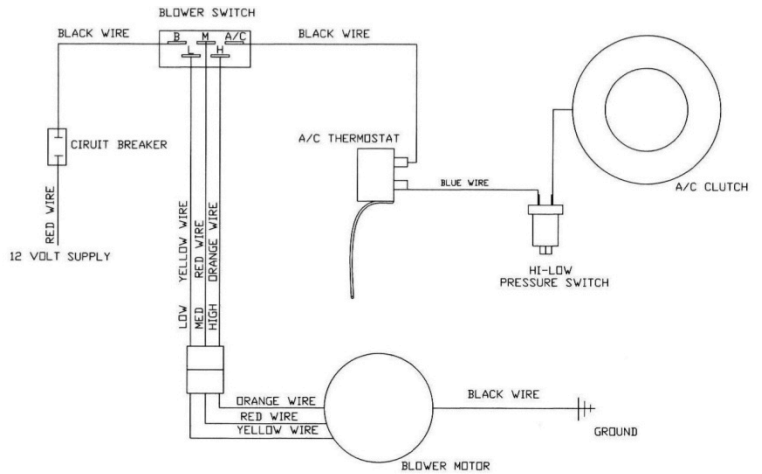 BLOWER SWITCH
BLACK WIRE
B M A/C
L H
BLACK WIRE
CIRUIT BREAKER
A/C THERMOSTAT
A/C CLUTCH
BLUE WIRE
RED WIRE
12 VOLT SUPPLY
YELLOW WIRE
RED WIRE
ORANGE WIRE
HI-LOW
PRESSURE SWITCH
LOW
MED
HIGH
ORANGE WIRE
RED WIRE
YELLOW WIRE
BLACK WIRE
GROUND
BLOWER MOTOR